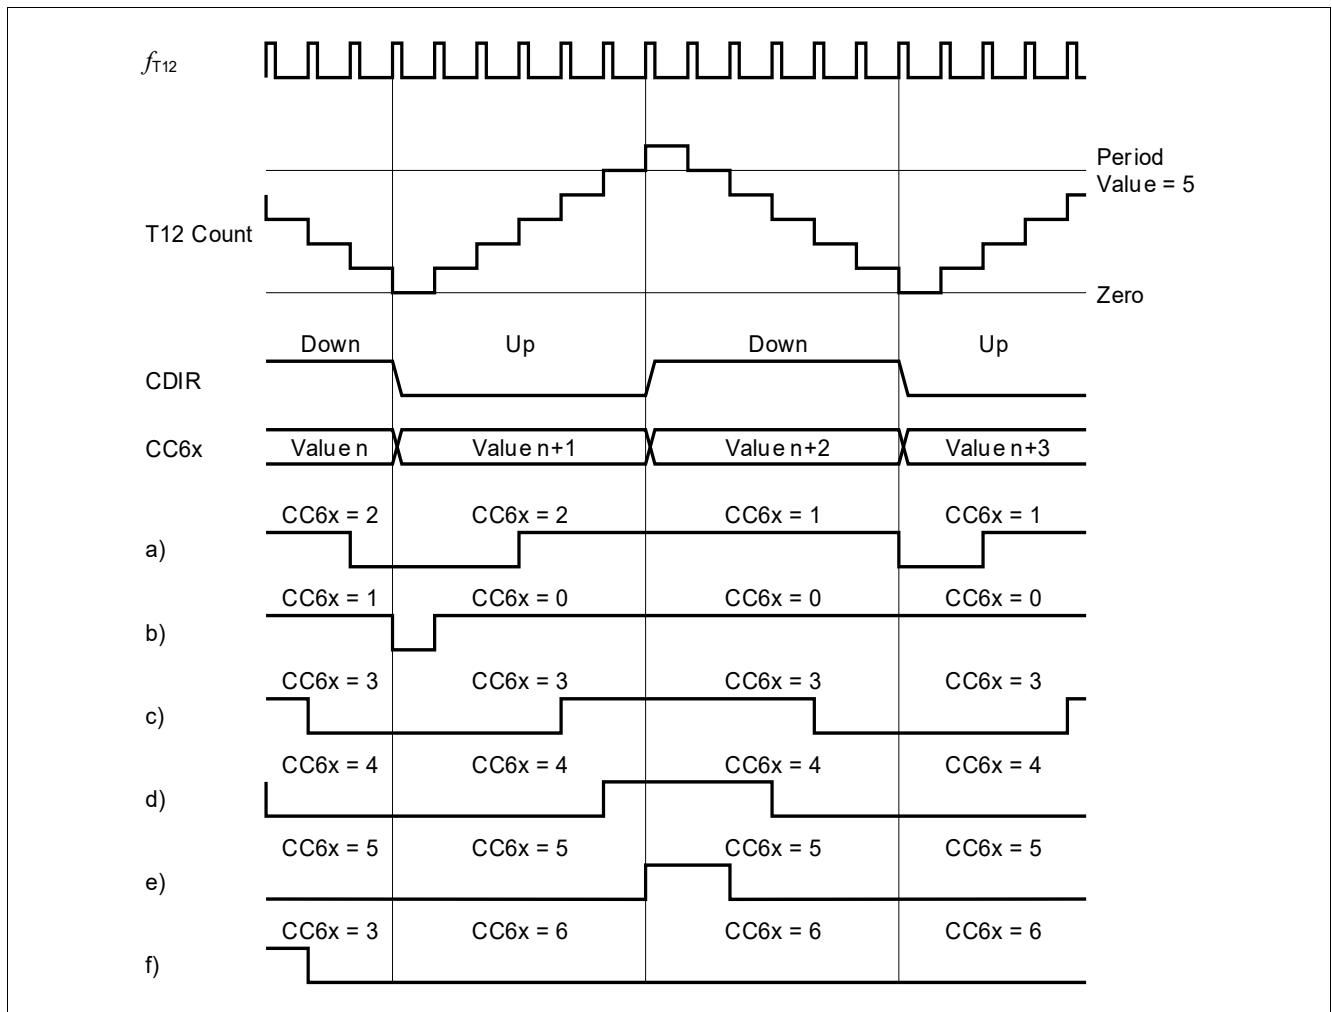 fT12
Period
Value = 5
T12 Count
Zero
Down Up Down Up
CDIR
CC6x Value n Value n+1 Value n+2 Value n+3
CC6x = 2 CC6x = 2 CC6x = 1 CC6x = 1
a)
CC6x = 1 CC6x = 0 CC6x = 0 CC6x = 0
b)
CC6x = 3 CC6x = 3 CC6x = 3 CC6x = 3
c)
CC6x = 4 CC6x = 4 CC6x = 4 CC6x = 4
d)
CC6x = 5 CC6x = 5 CC6x = 5 CC6x = 5
e)
CC6x = 3 CC6x = 6 CC6x = 6 CC6x = 6
f)